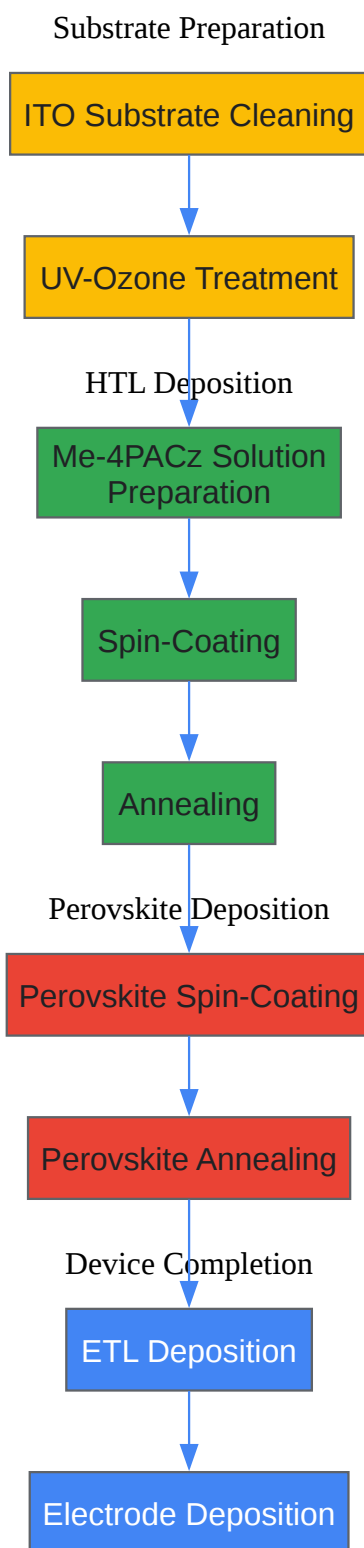 Substrate Preparation
ITO Substrate Cleaning
UV-Ozone Treatment
HTL Deposition
Me-4PACz Solution
Preparation
Spin-Coating
Annealing
Perovskite Deposition
Perovskite Spin-Coating
Perovskite Annealing
Device Completion
ETL Deposition
Electrode Deposition